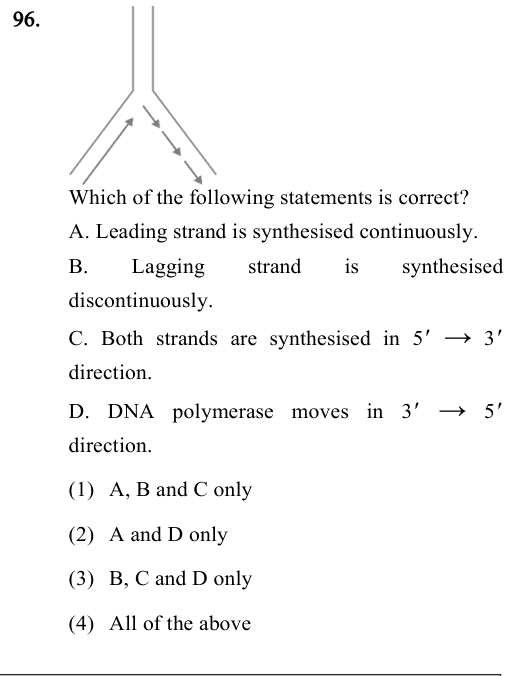 96.
Which of the following statements is correct?
A. Leading strand is synthesised continuously.
B. Lagging strand is synthesised
discontinuously.
C. Both strands are synthesised in 5′ → 3′
direction.
D. DNA polymerase moves in 3′ → 5′
direction.
(1) A, B and C only
(2) A and D only
(3) B, C and D only
(4) All of the above